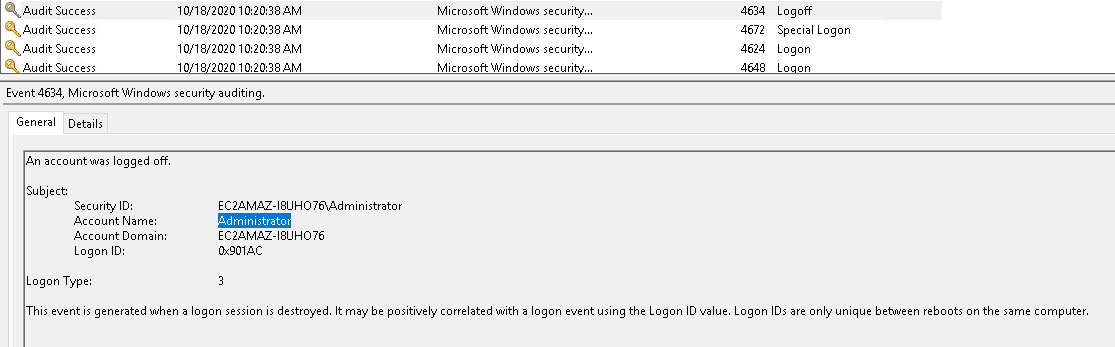 Audit Success 10/18/2020 10:20:38 AM Microsoft Windows security... 4634 Logoff
Audit Success 10/18/2020 10:20:38 AM Microsoft Windows security... 4672 Special Logon
Audit Success 10/18/2020 10:20:38 AM Microsoft Windows security... 4624 Logon
Audit Success 10/18/2020 10:20:38 AM Microsoft Windows security... 4648 Logon
Event 4634, Microsoft Windows security auditing.
General Details
An account was logged off.
Subject:
Security ID: EC2AMAZ-I8UHO76\Administrator
Account Name: Administrator
Account Domain: EC2AMAZ-I8UHO76
Logon ID: 0x901AC
Logon Type: 3
This event is generated when a logon session is destroyed. It may be positively correlated with a logon event using the Logon ID value. Logon IDs are only unique between reboots on the same computer.